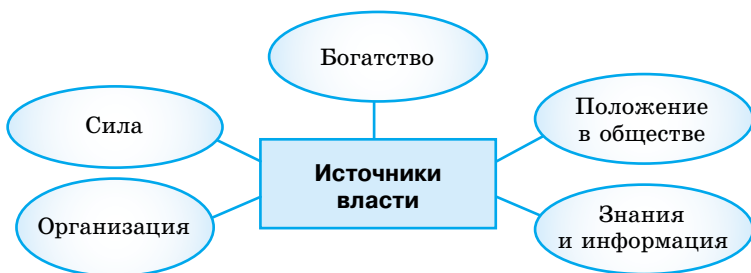 Богатство
Сила
Положение
в обществе
Источники
власти
Организация
Знания
и информация